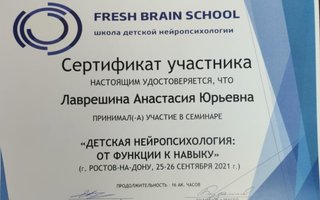 FRESH BRAIN SCHOOL
школа детской нейропсихологии
Сертификат участника
НАСТОЯЩИМ УДОСТОВЕРЯЕТСЯ, ЧТО
Лаврешина Анастасия Юрьевна
ПРИНИМАЛ(-А) УЧАСТИЕ В СЕМИНАРЕ
«ДЕТСКАЯ НЕЙРОПСИХОЛОГИЯ:
ОТ ФУНКЦИИ К НАВЫКУ»
(г. РОСТОВ-НА-ДОНУ, 25-26 СЕНТЯБРЯ 2021 г.)
ПРОДОЛЖИТЕЛЬНОСТЬ - 16 АК. ЧАСОВ